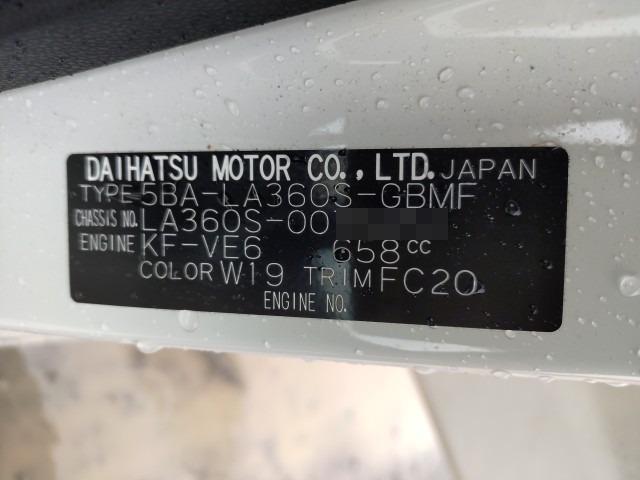 DAIHATSU MOTOR CO.,LTD. JAPAN
TYPE 5BA-LA360S-GBMF
CHASSIS NO. LA360S-00
ENGINE KF-VE6 658cc
COLOR W19 TRIM FC20
ENGINE NO.